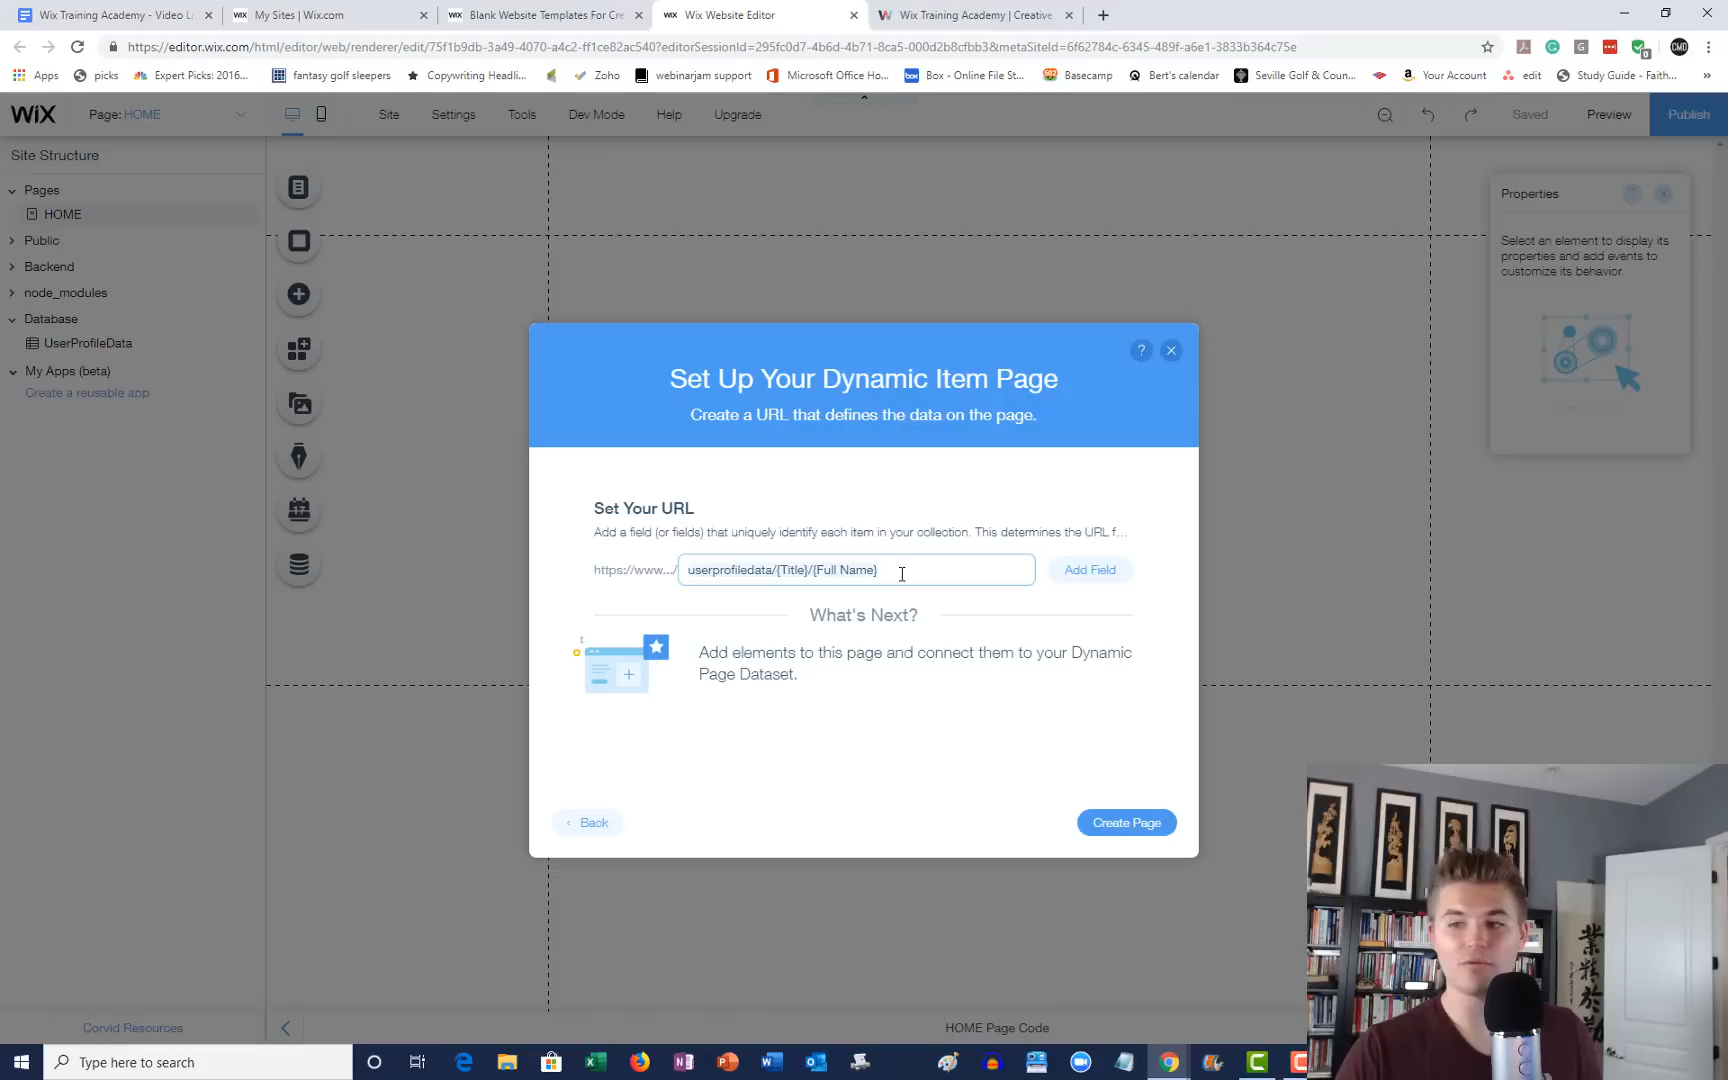 Wix Training Academy - Video L
My Sites | Wix.com
Blank Website Templates For Cre
Wix Website Editor
Wix Training Academy | Creative
https://editor.wix.com/html/editor/web/renderer/edit/75f1b9db-3a49-4070-a4c2-ff1ce82ac540?editorSessionId=295fc0d7-4b6d-4b71-8ca5-000d2b8cfbb3&metaSiteId=6f62784c-6345-489f-a6e1-3833b364c75e
Apps
picks
Expert Picks: 2016...
fantasy golf sleepers
Copywriting Headli...
Zoho
webinarjam support
Microsoft Office Ho...
Box - Online File St...
Basecamp
Bert's calendar
Seville Golf & Coun...
Your Account
edit
Study Guide - Faith...
WiX
Page: HOME
Site
Settings
Tools
Dev Mode
Help
Upgrade
Saved
Preview
Publish
Site Structure
Pages
HOME
Public
Backend
node_modules
Database
UserProfileData
My Apps (beta)
Create a reusable app
Properties
Select an element to display its
properties and add events to
customize its behavior.
Set Up Your Dynamic Item Page
Create a URL that defines the data on the page.
Set Your URL
Add a field (or fields) that uniquely identify each item in your collection. This determines the URL f...
https://www.../
userprofiledata/{Title}/{Full Name}
Add Field
What's Next?
Add elements to this page and connect them to your Dynamic
Page Dataset.
Back
Create Page
Corvid Resources
HOME Page Code
Type here to search